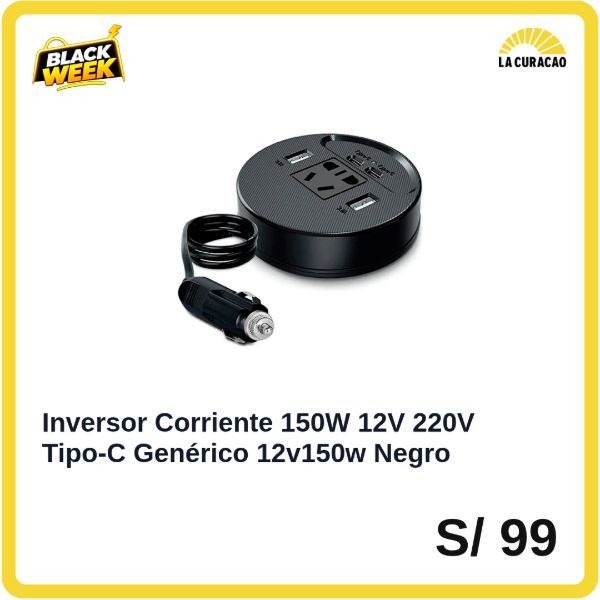 BLACK
WEEK
LA CURACAO
Inversor Corriente 150W 12V 220V
Tipo-C Genérico 12v150w Negro
S/ 99